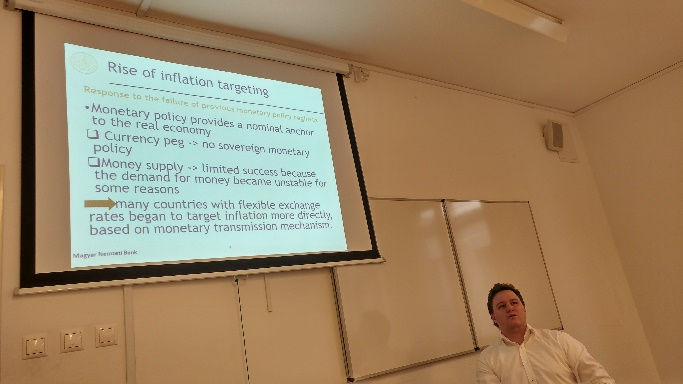 Rise of inflation targeting
Response to the failure of previous monetary policy regimes
•Monetary policy provides a nominal anchor
to the real economy
❑ Currency peg -> no sovereign monetary
policy
❑Money supply -> limited success because
the demand for money became unstable for
some reasons
many countries with flexible exchange
rates began to target inflation more directly,
based on monetary transmission mechanism.
Magyar Nemzeti Bank